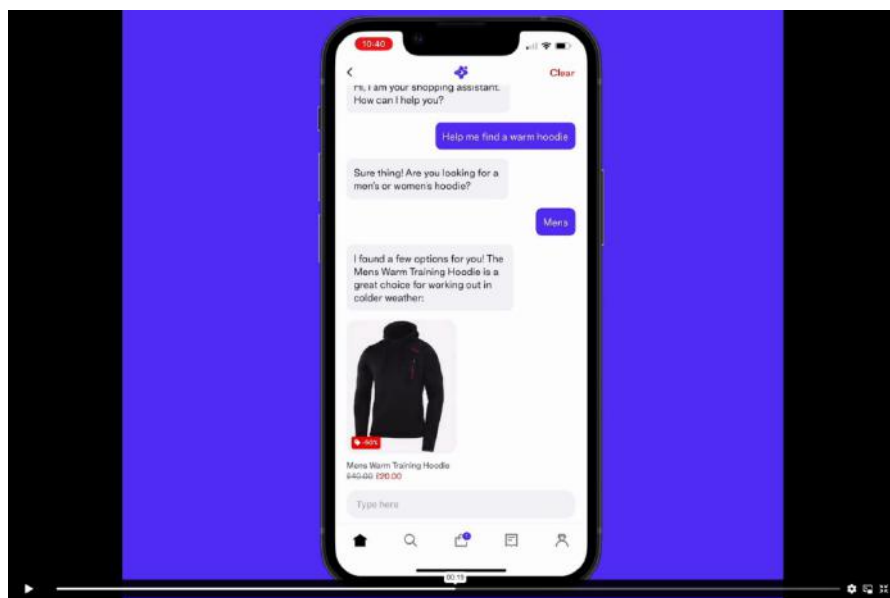 10:40
Clear
Hi, I am your shopping assistant.
How can I help you?
Help me find a warm hoodie
Sure thing! Are you looking for a
men's or women's hoodie?
Mens
I found a few options for you! The
Mens Warm Training Hoodie is a
great choice for working out in
colder weather:
-50%
Mens Warm Training Hoodie
£40.00 £20.00
Type here
1
00:19